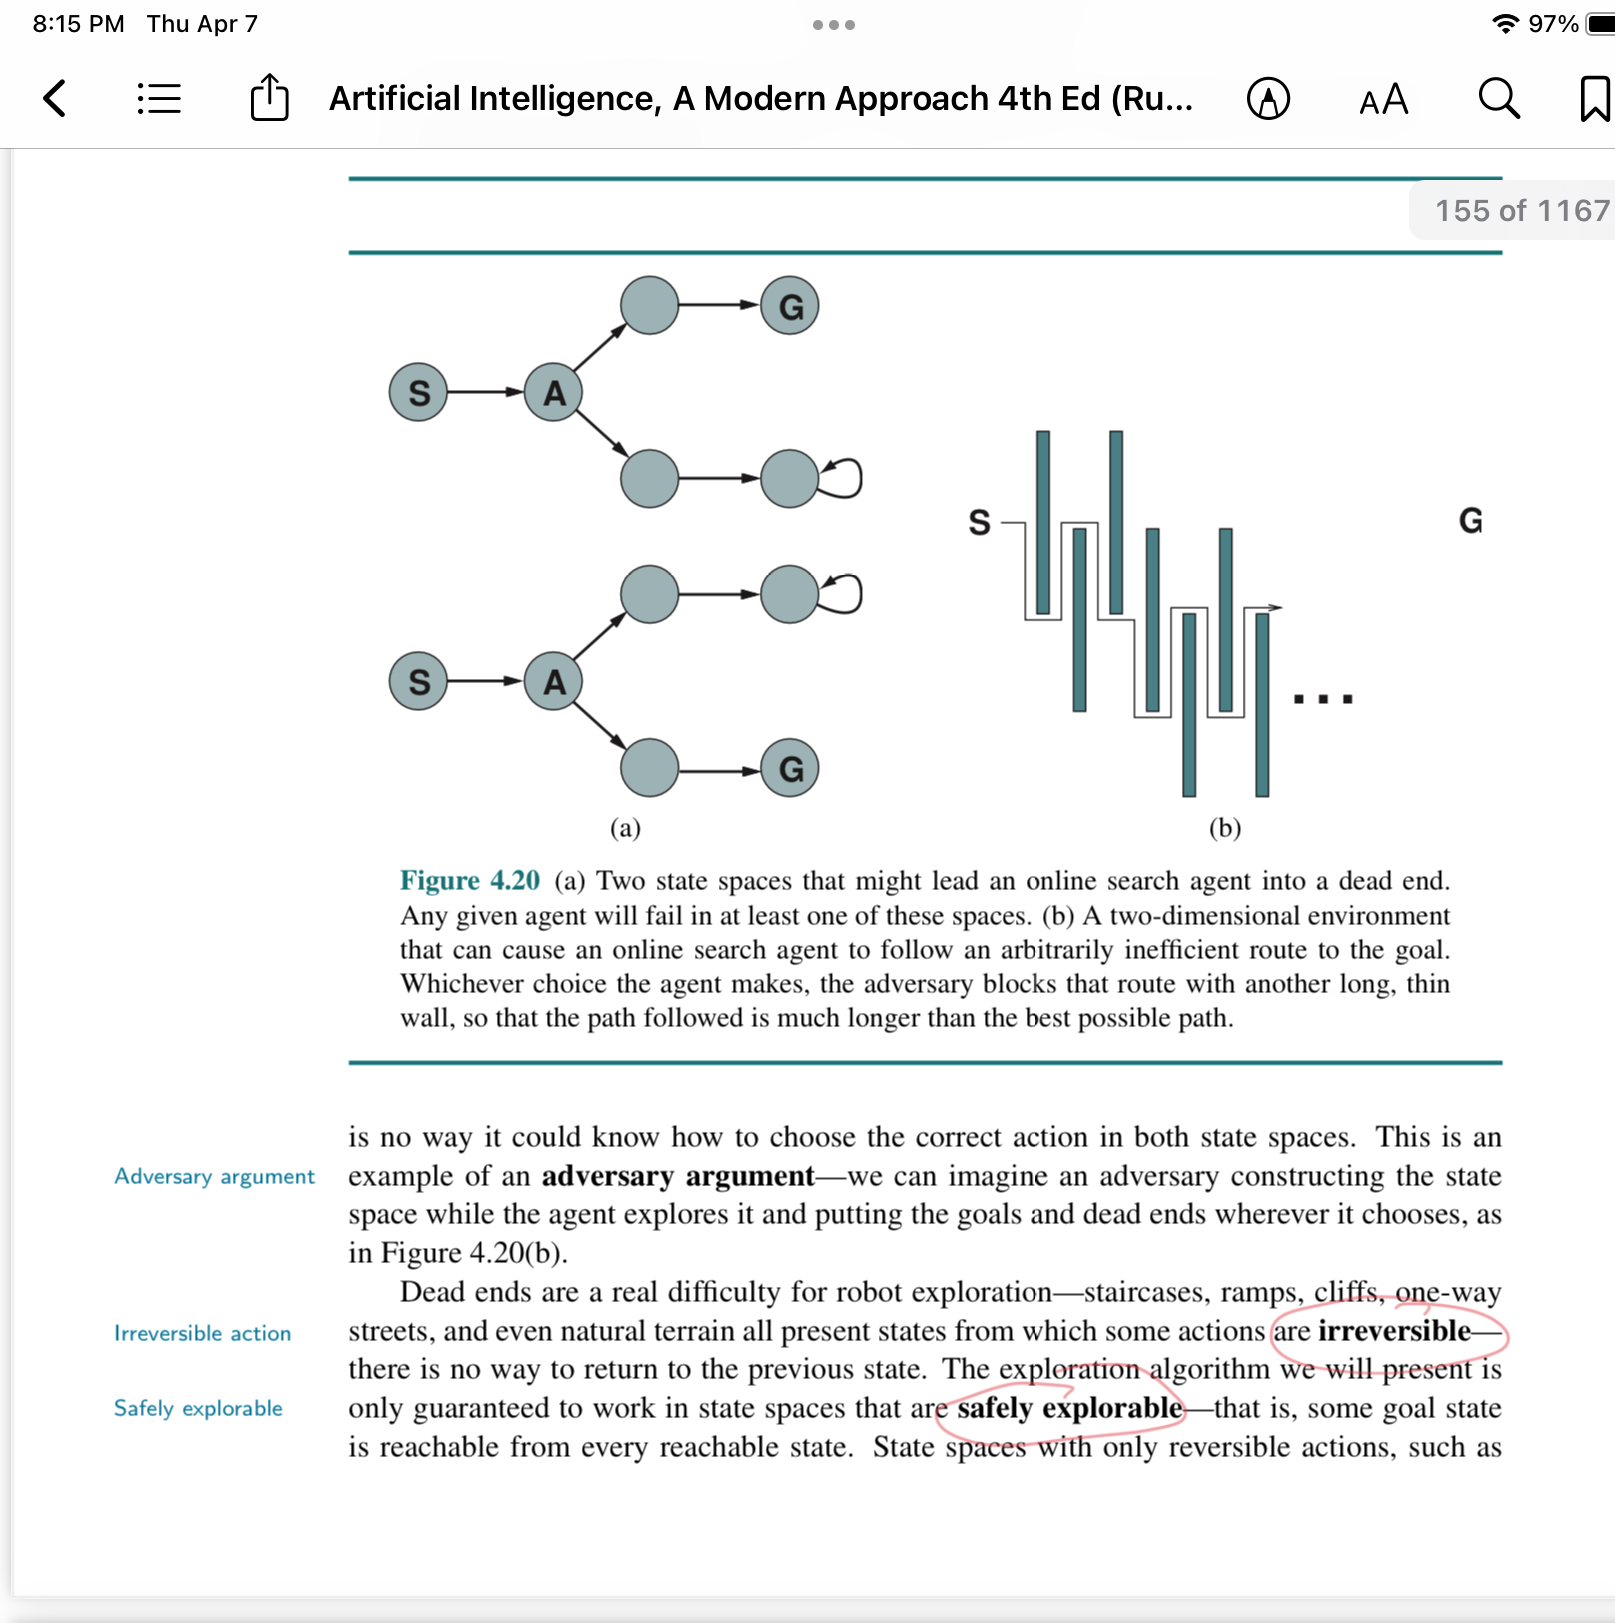 8:15 PM Thu Apr 7
97%
Artificial Intelligence, A Modern Approach 4th Ed (Ru...
AA
155 of 1167
G
S A
S G
S A
G
(a) (b)
Figure 4.20 (a) Two state spaces that might lead an online search agent into a dead end.
Any given agent will fail in at least one of these spaces. (b) A two-dimensional environment
that can cause an online search agent to follow an arbitrarily inefficient route to the goal.
Whichever choice the agent makes, the adversary blocks that route with another long, thin
wall, so that the path followed is much longer than the best possible path.
is no way it could know how to choose the correct action in both state spaces. This is an
Adversary argument example of an adversary argument—we can imagine an adversary constructing the state
space while the agent explores it and putting the goals and dead ends wherever it chooses, as
in Figure 4.20(b).
Dead ends are a real difficulty for robot exploration—staircases, ramps, cliffs, one-way
Irreversible action streets, and even natural terrain all present states from which some actions are irreversible—
there is no way to return to the previous state. The exploration algorithm we will present is
Safely explorable only guaranteed to work in state spaces that are safely explorable—that is, some goal state
is reachable from every reachable state. State spaces with only reversible actions, such as